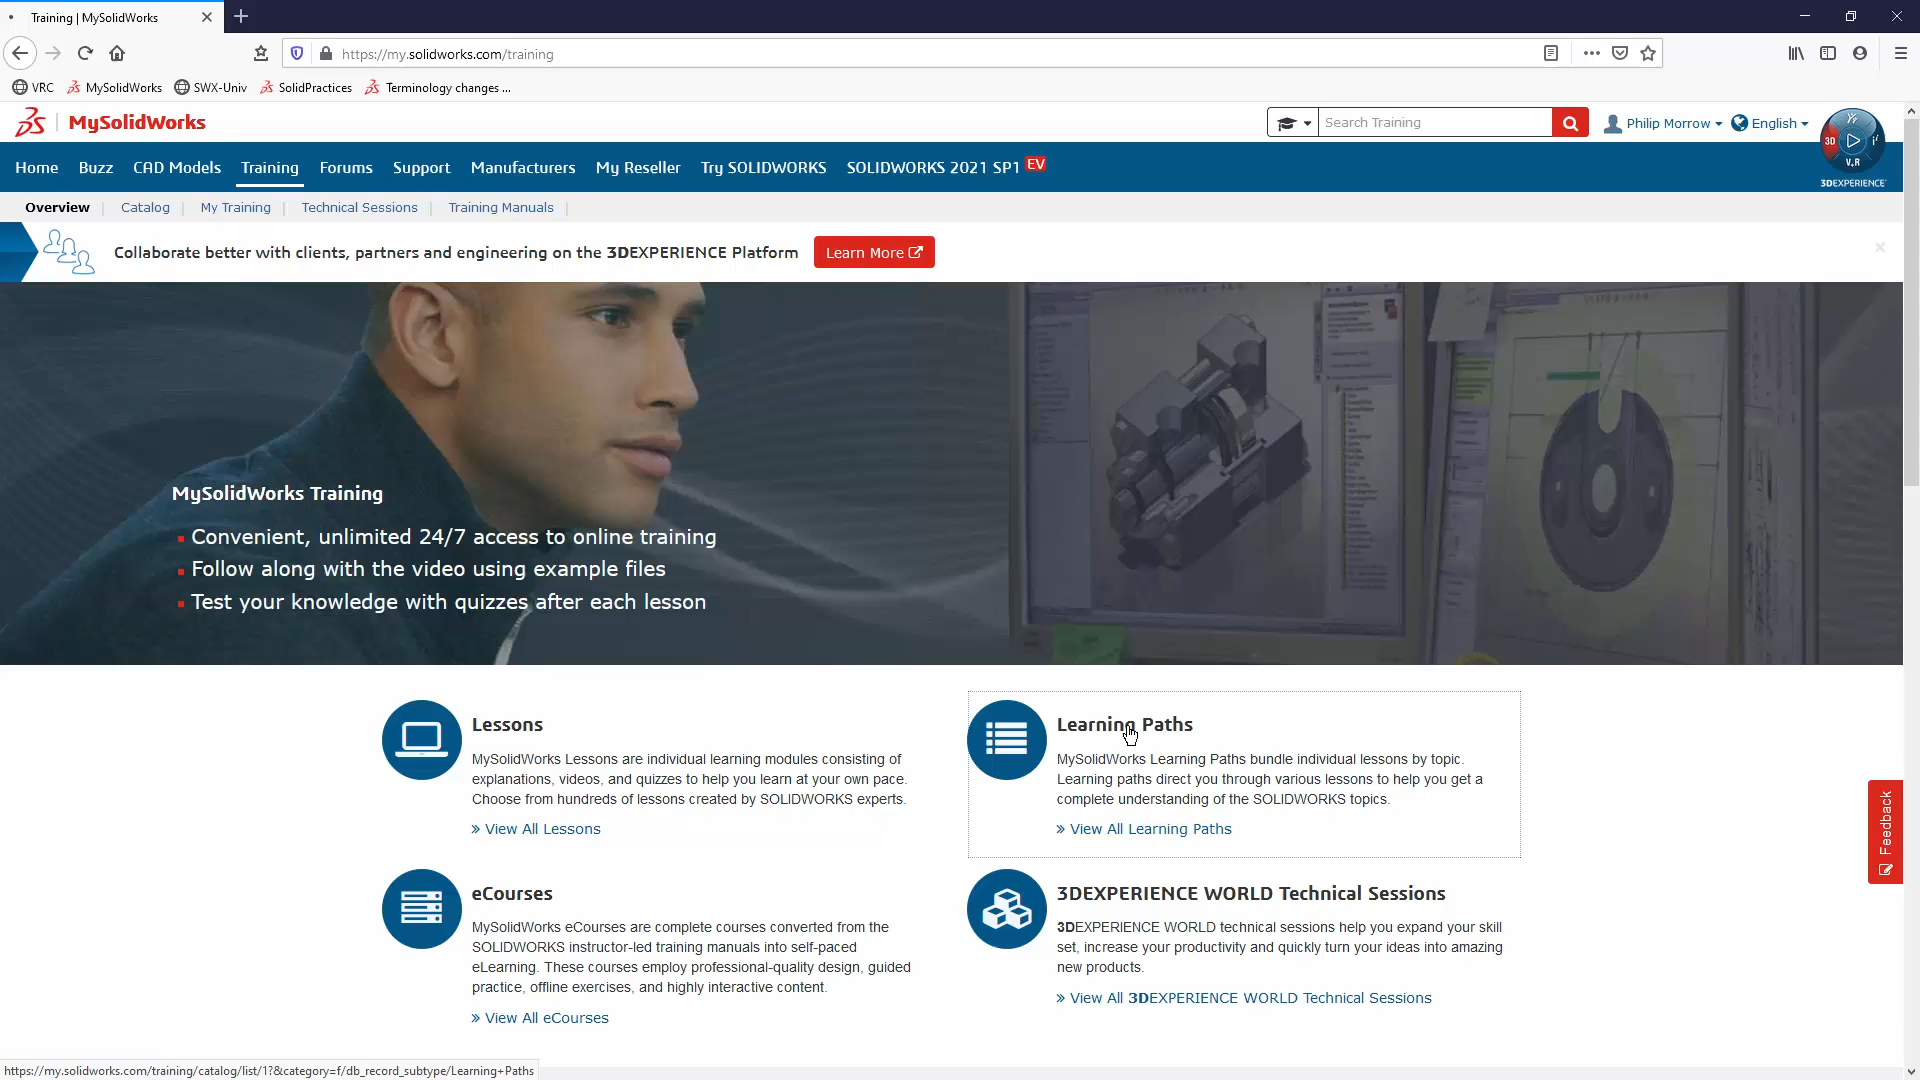 Training | MySolidWorks
https://my.solidworks.com/training
VRC MySolidWorks SWX-Univ SolidPractices Terminology changes ...
MySolidWorks
Search Training
Philip Morrow
English
Home Buzz CAD Models Training Forums Support Manufacturers My Reseller Try SOLIDWORKS SOLIDWORKS 2021 SP1 EV
3D
V,R
3DEXPERIENCE
Overview Catalog My Training Technical Sessions Training Manuals
Collaborate better with clients, partners and engineering on the 3DEXPERIENCE Platform
Learn More
MySolidWorks Training
Convenient, unlimited 24/7 access to online training
Follow along with the video using example files
Test your knowledge with quizzes after each lesson
Lessons
MySolidWorks Lessons are individual learning modules consisting of
explanations, videos, and quizzes to help you learn at your own pace.
Choose from hundreds of lessons created by SOLIDWORKS experts.
» View All Lessons
Learning Paths
MySolidWorks Learning Paths bundle individual lessons by topic.
Learning paths direct you through various lessons to help you get a
complete understanding of the SOLIDWORKS topics.
» View All Learning Paths
Feedback
eCourses
MySolidWorks eCourses are complete courses converted from the
SOLIDWORKS instructor-led training manuals into self-paced
eLearning. These courses employ professional-quality design, guided
practice, offline exercises, and highly interactive content.
» View All eCourses
3DEXPERIENCE WORLD Technical Sessions
3DEXPERIENCE WORLD technical sessions help you expand your skill
set, increase your productivity and quickly turn your ideas into amazing
new products.
» View All 3DEXPERIENCE WORLD Technical Sessions
https://my.solidworks.com/training/catalog/list/1?&category=f/db_record_subtype/Learning+Paths